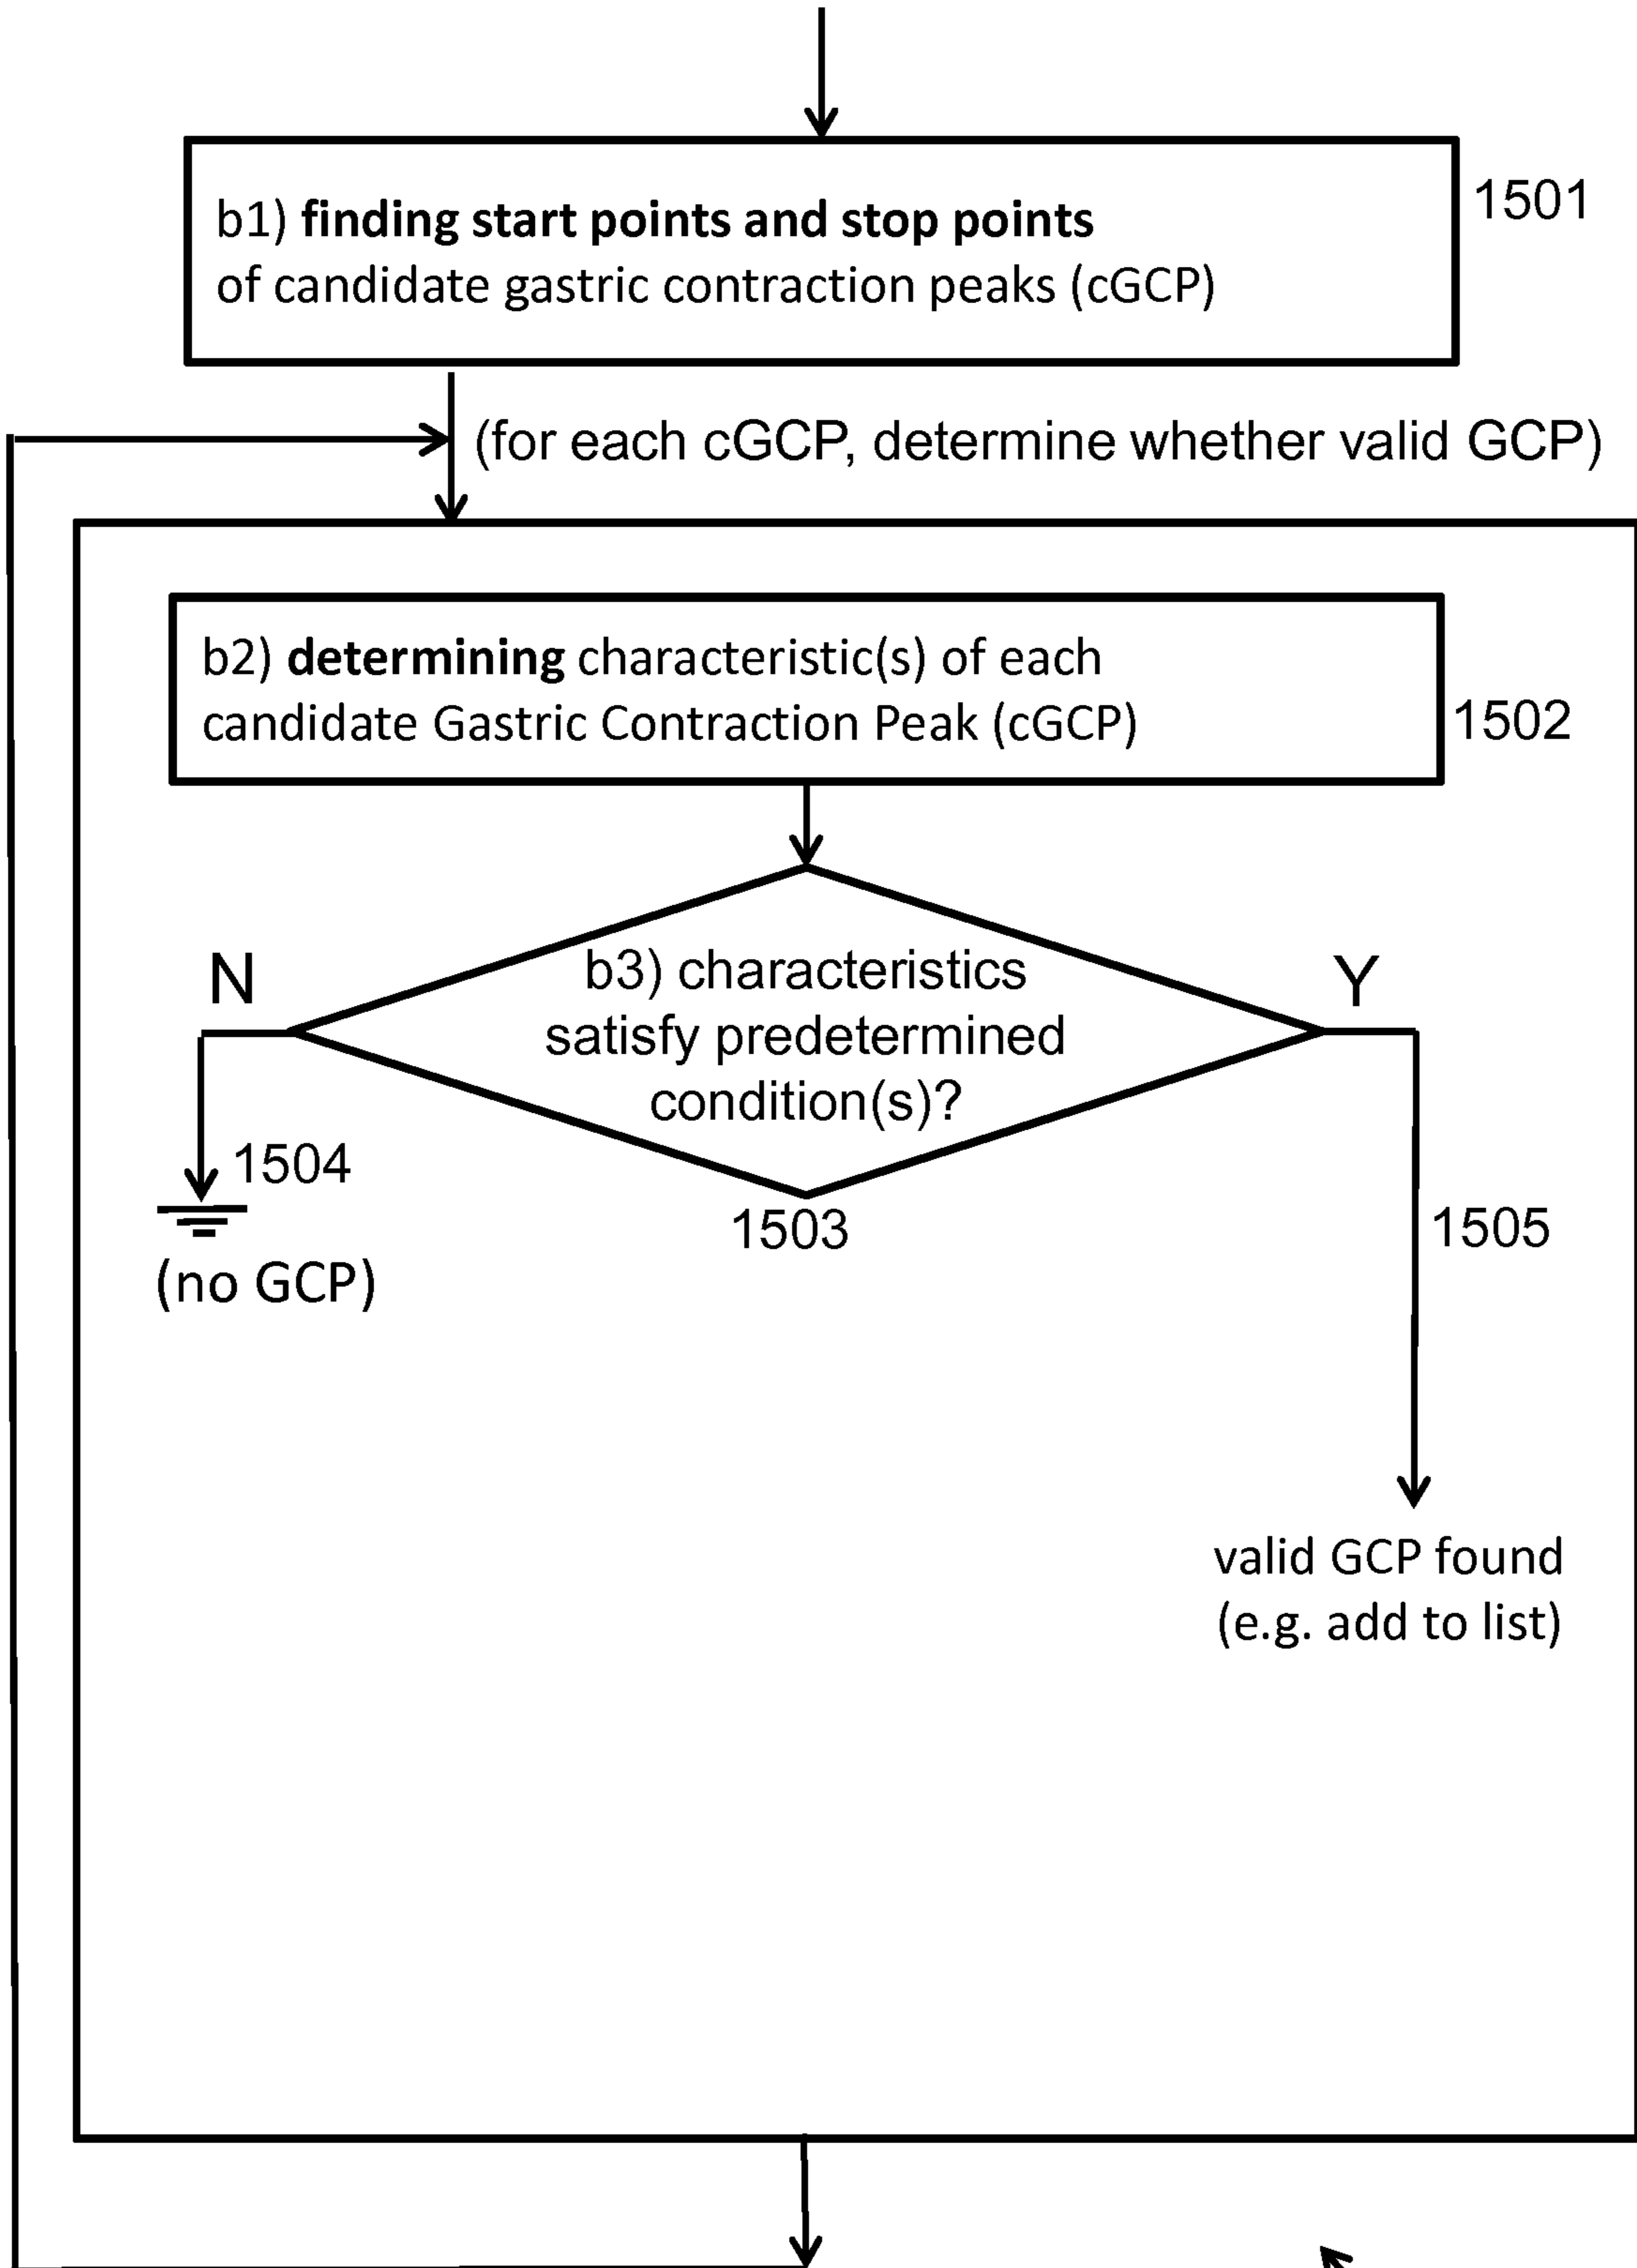 b1) finding start points and stop points
of candidate gastric contraction peaks (cGCP)
1501
(for each cGCP, determine whether valid GCP)
b2) determining characteristic(s) of each
candidate Gastric Contraction Peak (cGCP)
1502
N
Y
b3) characteristics
satisfy predetermined
condition(s)?
1504
1503
1505
(no GCP)
valid GCP found
(e.g. add to list)